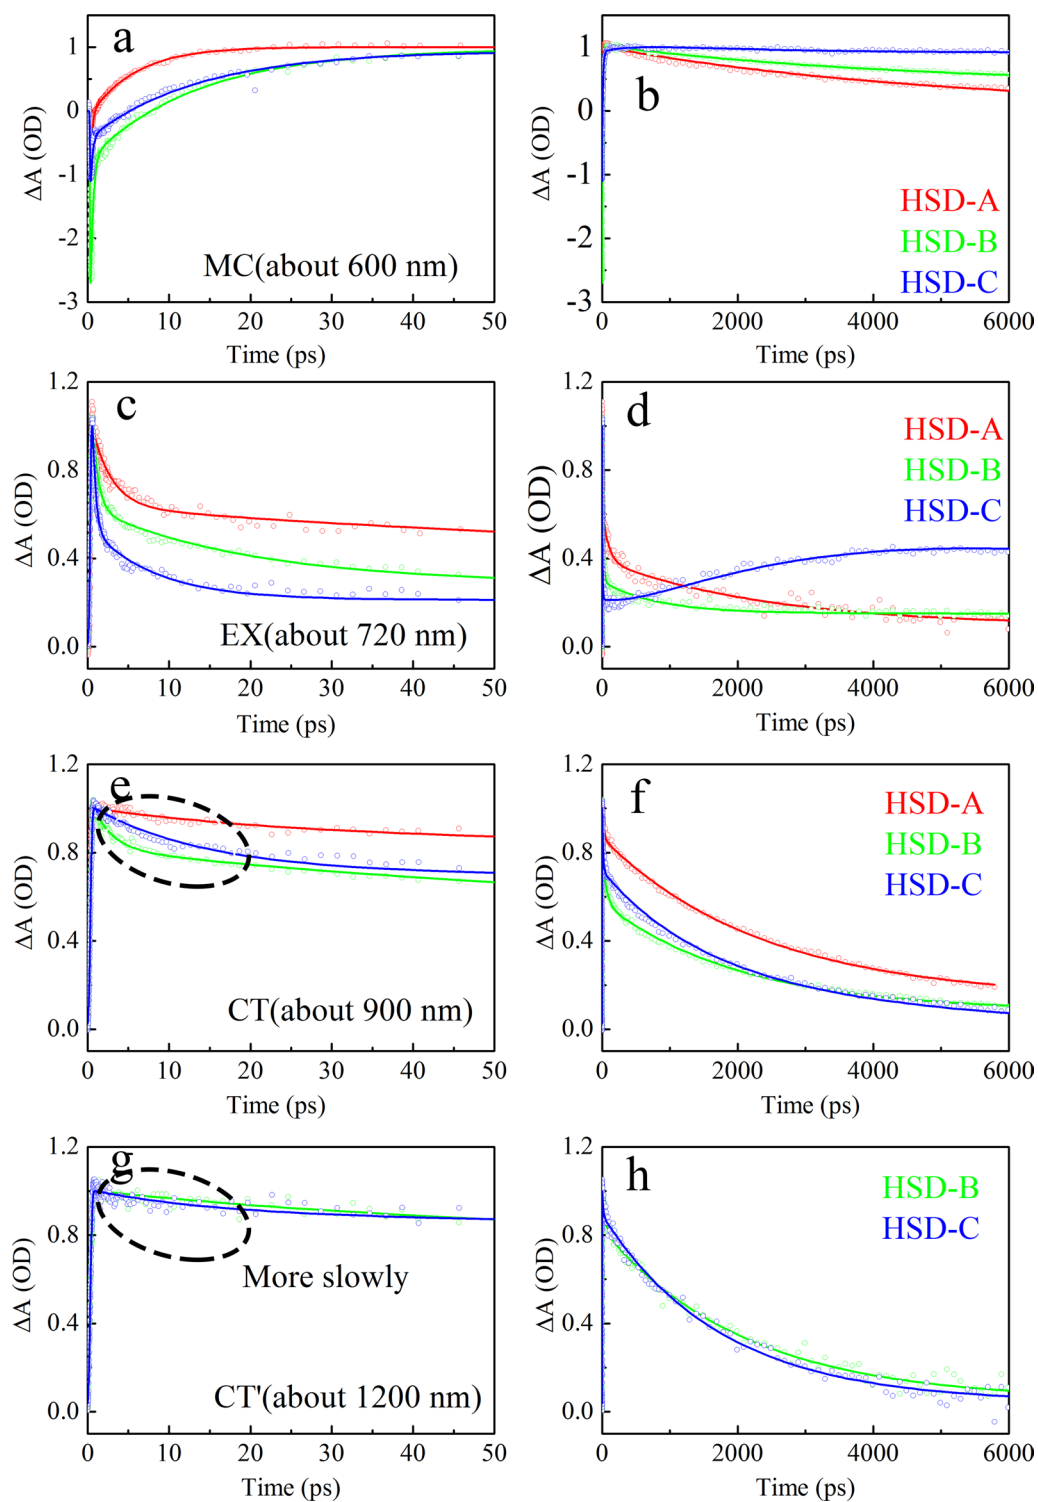 a
1
0
-1
-2
-3
ΔA (OD)
MC(about 600 nm)
0 10 20 30 40 50
Time (ps)
b
1
0
-1
-2
-3
ΔA (OD)
HSD-A
HSD-B
HSD-C
0 2000 4000 6000
Time (ps)
c
1.2
0.8
0.4
0.0
ΔA (OD)
EX(about 720 nm)
0 10 20 30 40 50
Time (ps)
d
1.2
0.8
0.4
0.0
ΔA (OD)
HSD-A
HSD-B
HSD-C
0 2000 4000 6000
Time (ps)
e
1.2
0.8
0.4
0.0
ΔA (OD)
CT(about 900 nm)
0 10 20 30 40 50
Time (ps)
f
1.2
0.8
0.4
0.0
ΔA (OD)
HSD-A
HSD-B
HSD-C
0 2000 4000 6000
Time (ps)
g
1.2
0.8
0.4
0.0
ΔA (OD)
More slowly
CT'(about 1200 nm)
0 10 20 30 40 50
Time (ps)
h
1.2
0.8
0.4
0.0
ΔA (OD)
HSD-B
HSD-C
0 2000 4000 6000
Time (ps)